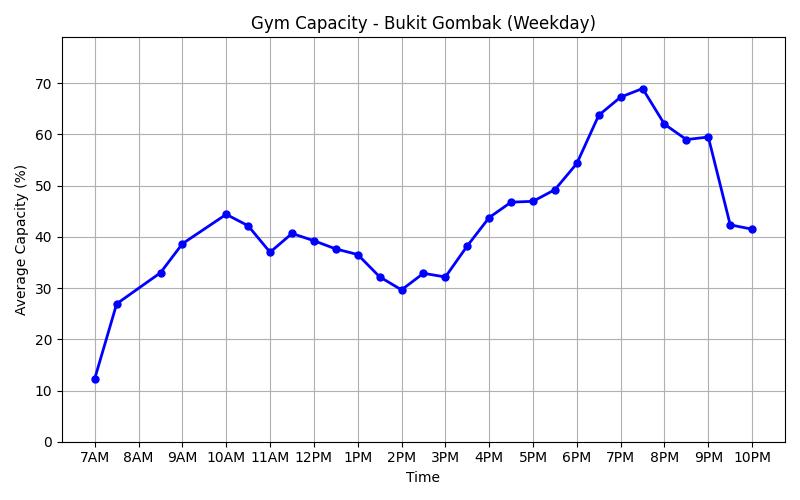 Gym Capacity - Bukit Gombak (Weekday)
Average Capacity (%)
70
60
50
40
30
20
10
0
7AM 8AM 9AM 10AM 11AM 12PM 1PM 2PM 3PM 4PM 5PM 6PM 7PM 8PM 9PM 10PM
Time